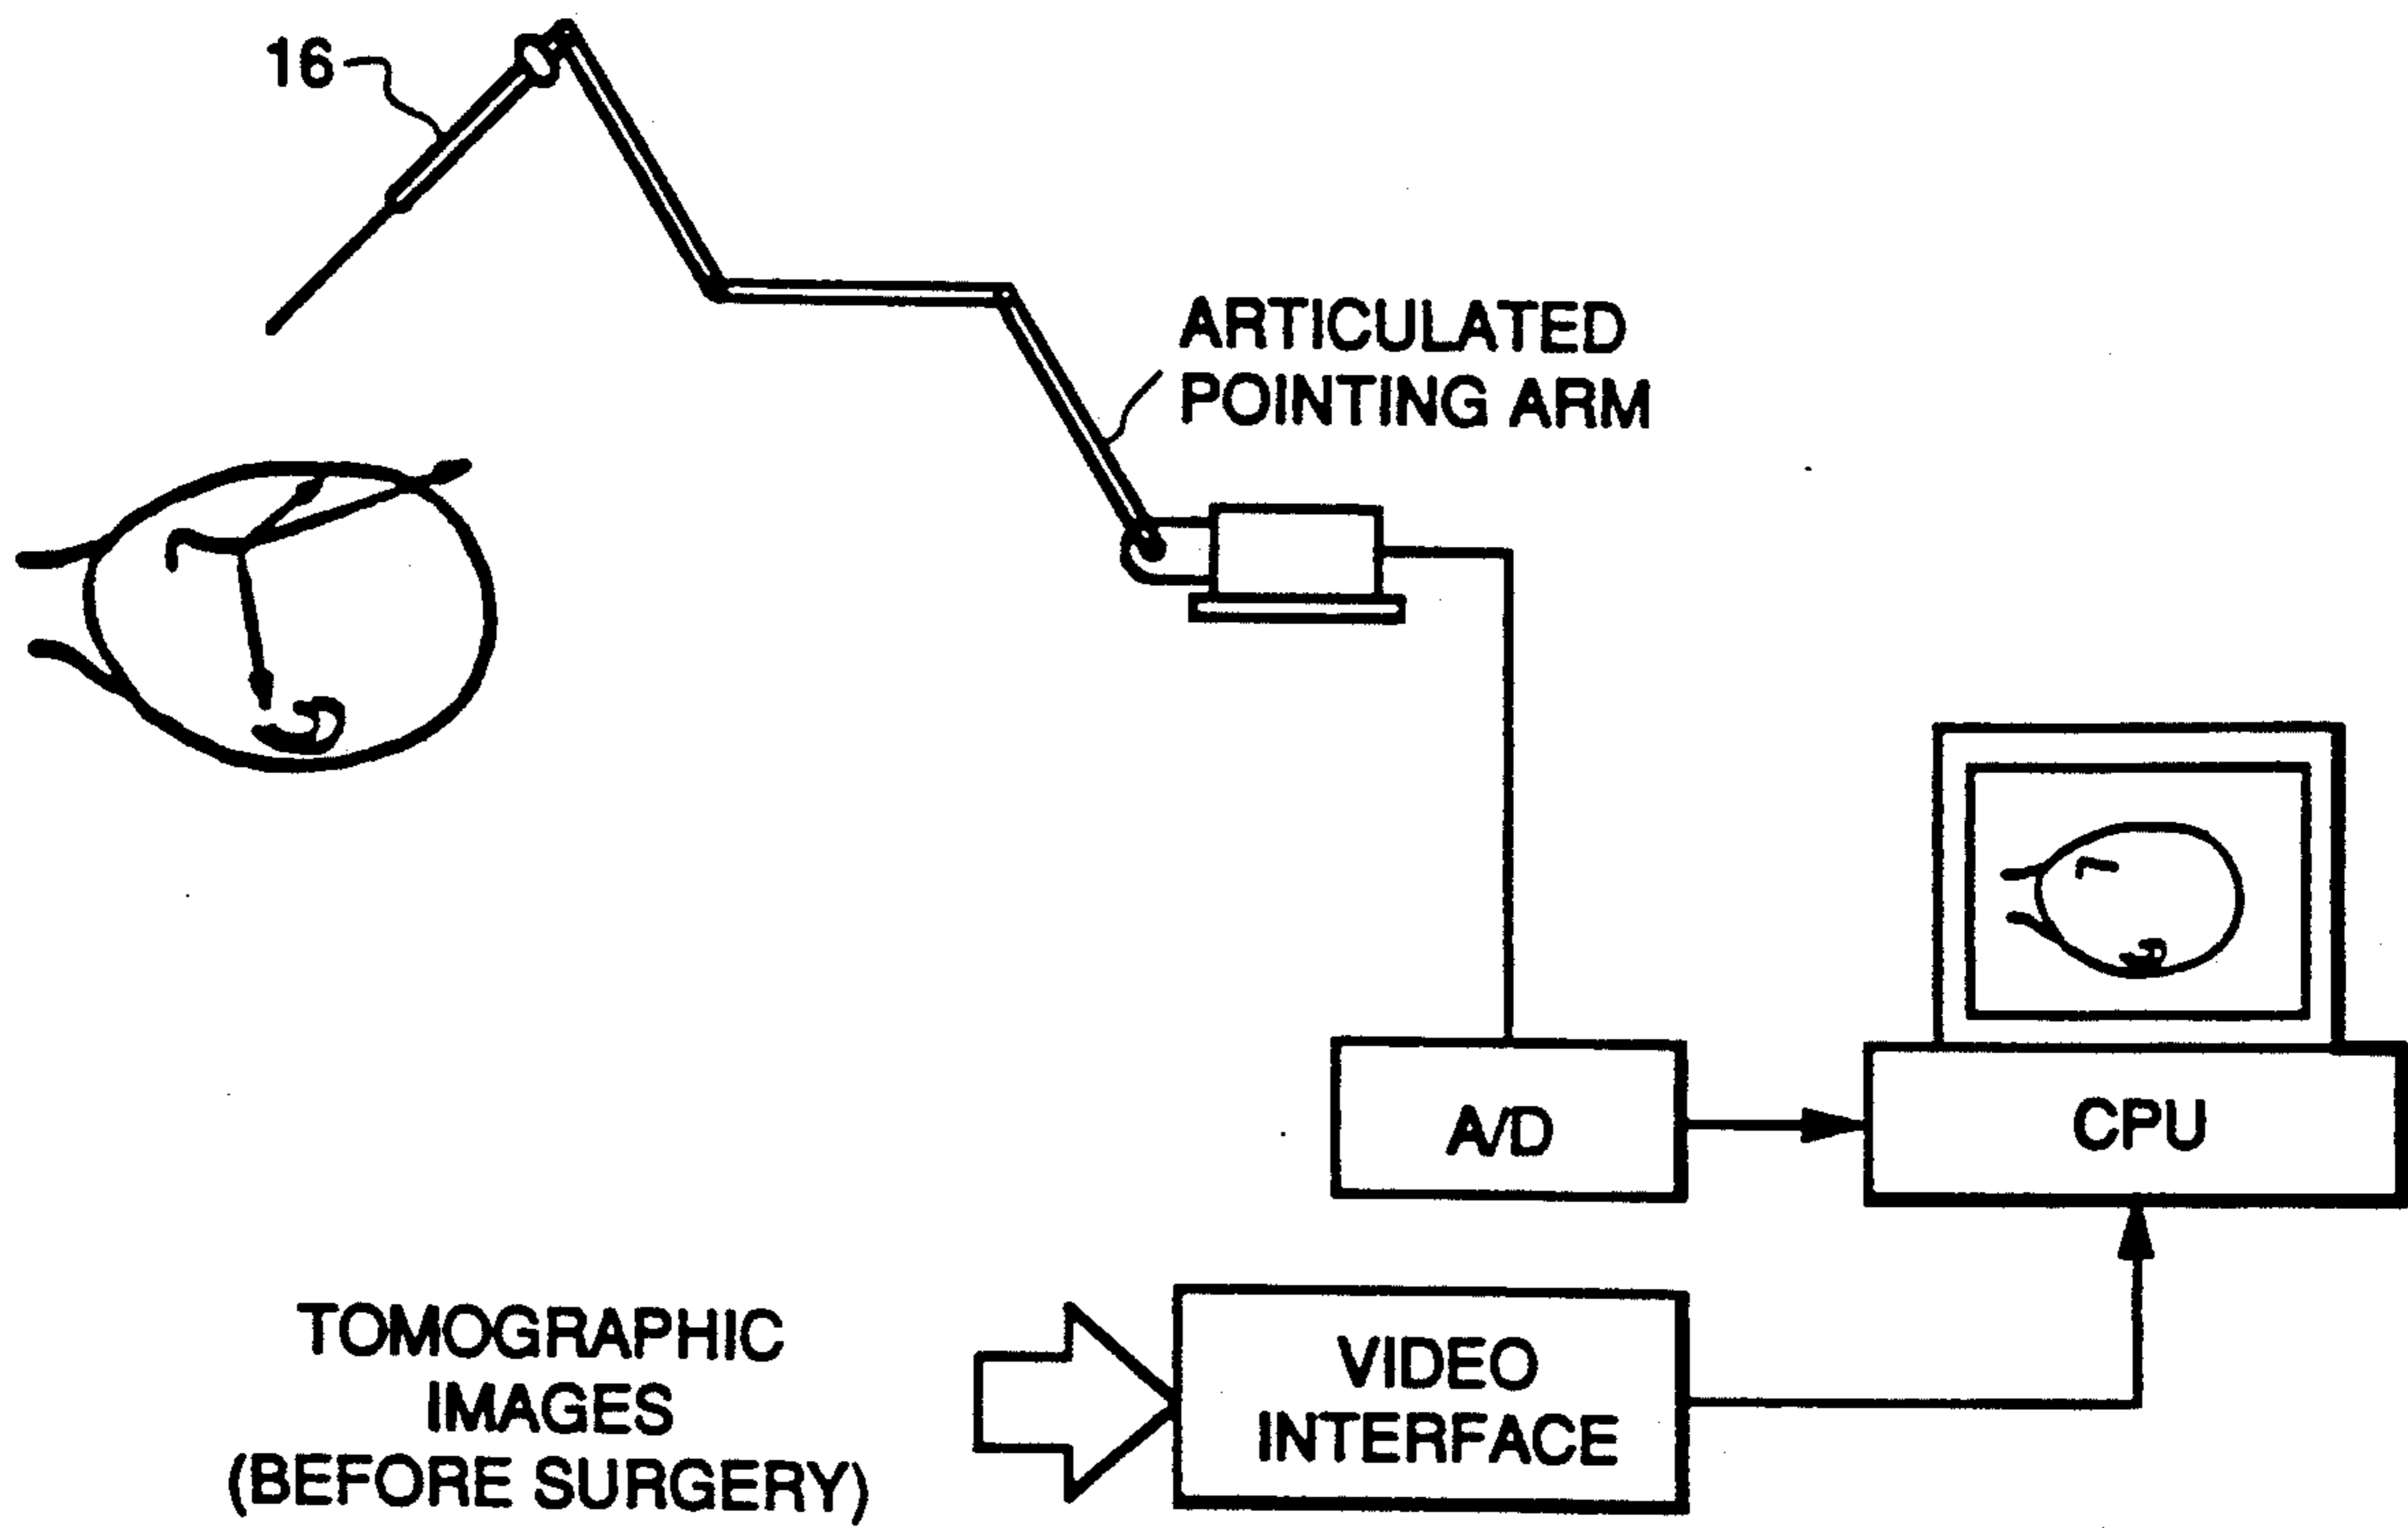 16
ARTICULATED
POINTING ARM
A/D
CPU
TOMOGRAPHIC
IMAGES
(BEFORE SURGERY)
VIDEO
INTERFACE